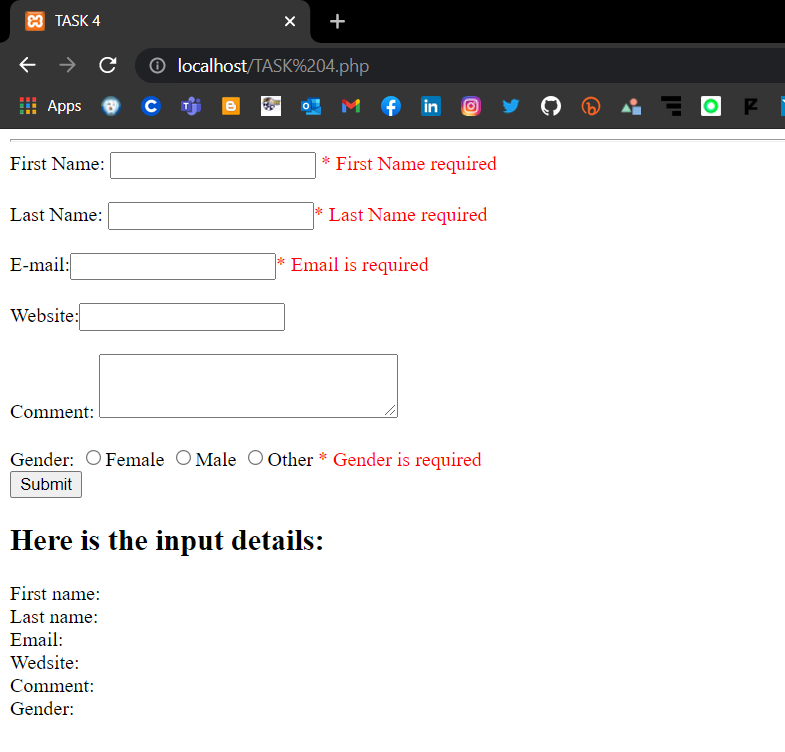 TASK 4
localhost/TASK%204.php
Apps
First Name: * First Name required
Last Name: * Last Name required
E-mail:* Email is required
Website:
Comment:
Gender: Female Male Other * Gender is required
Submit
Here is the input details:
First name:
Last name:
Email:
Wedsite:
Comment:
Gender: